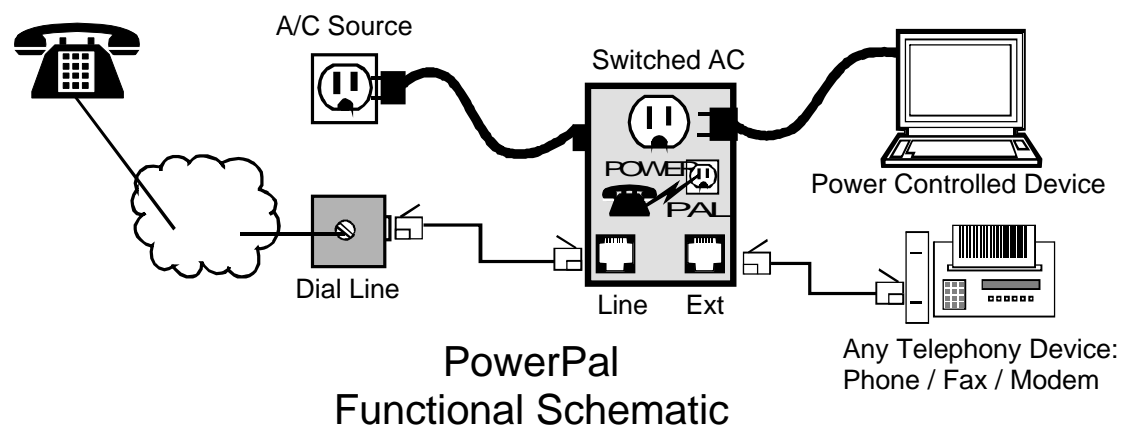 A/C Source
Switched AC
POWER
PAL
Power Controlled Device
Dial Line
Line
Ext
Any Telephony Device:
Phone / Fax / Modem
PowerPal
Functional Schematic